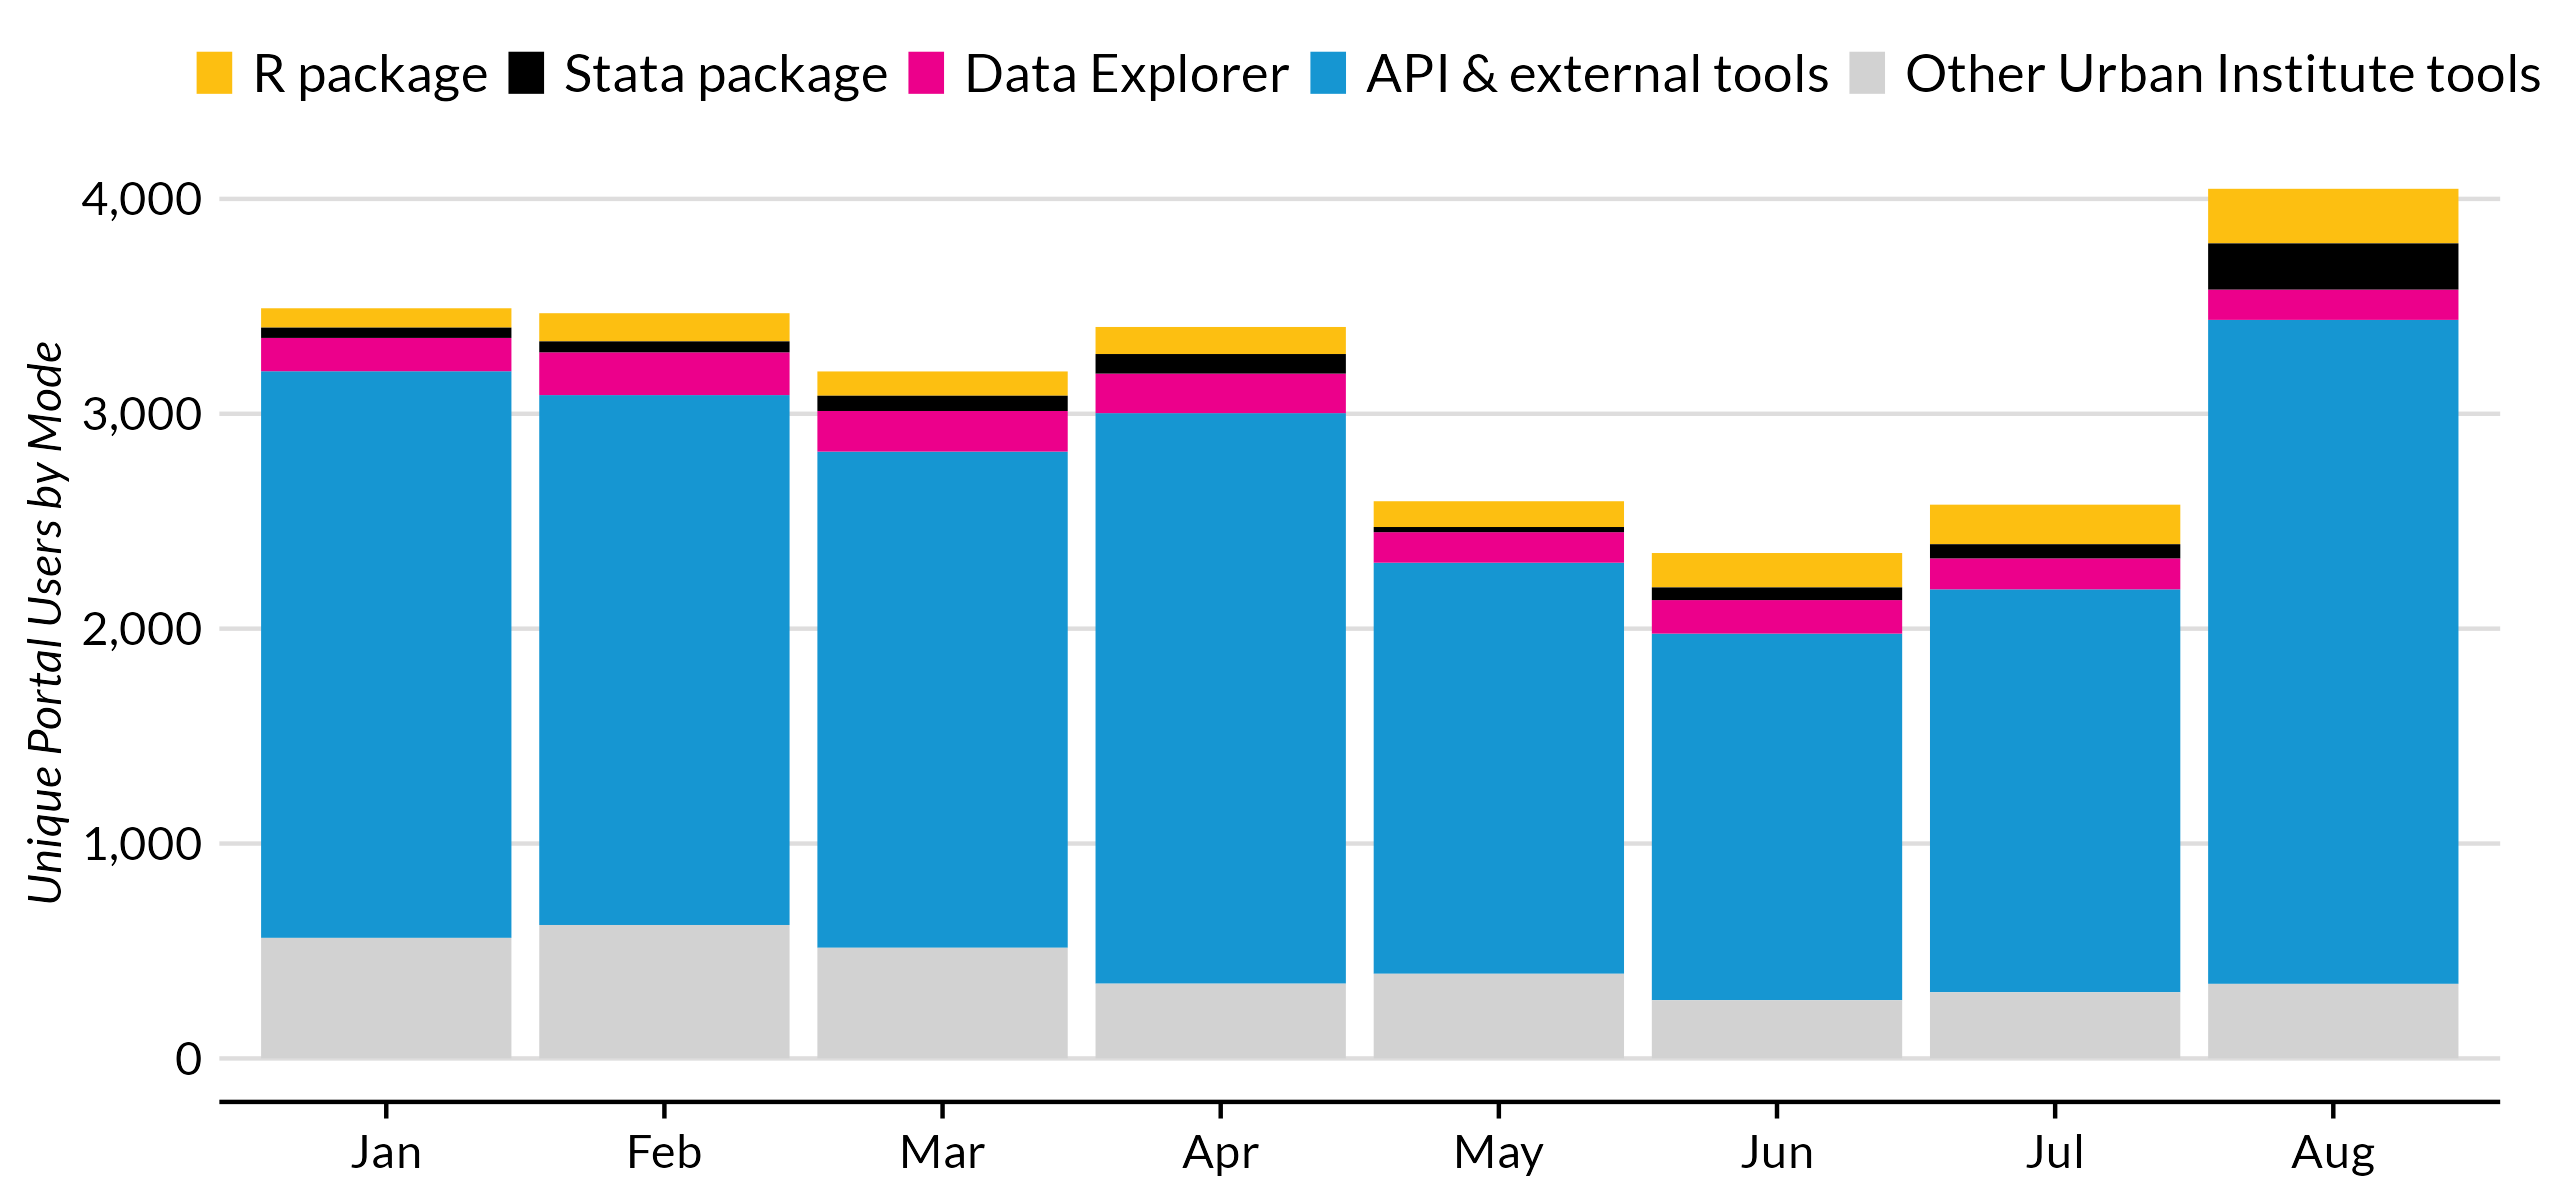 R package Stata package Data Explorer API & external tools Other Urban Institute tools
Unique Portal Users by Mode
4,000
3,000
2,000
1,000
0
Jan Feb Mar Apr May Jun Jul Aug